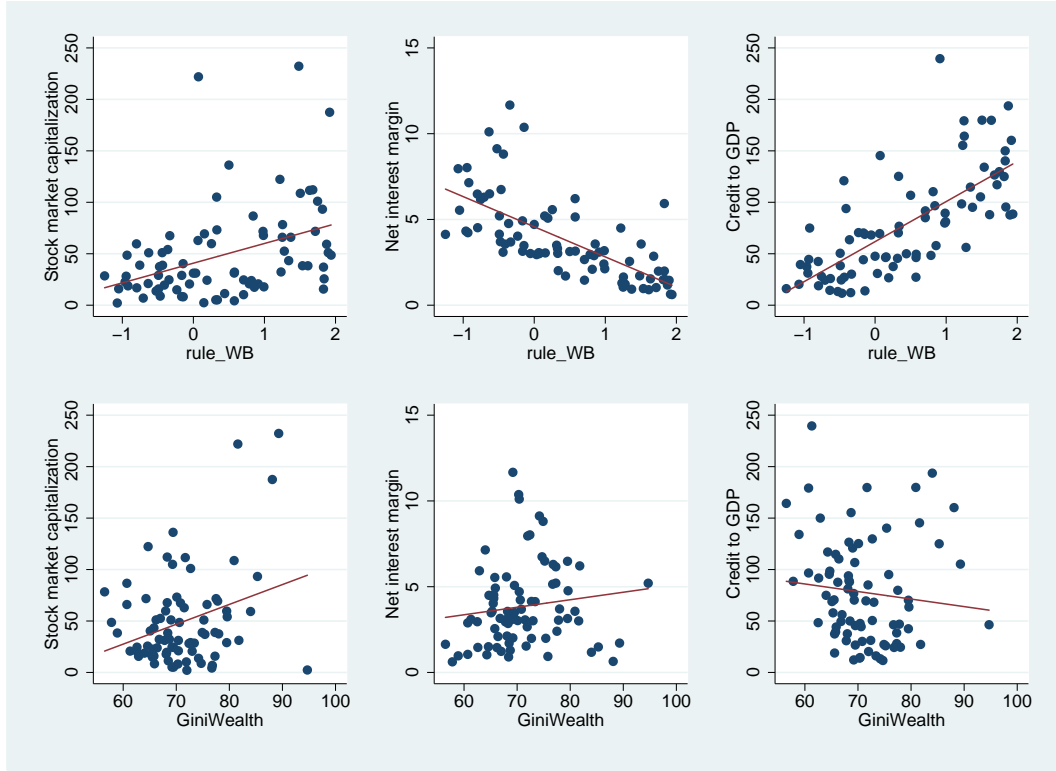 Stock market capitalization
0 50 100 150 200 250
−1 0 1 2
rule_WB
Net interest margin
0 5 10 15
−1 0 1 2
rule_WB
Credit to GDP
0 50 100 150 200 250
−1 0 1 2
rule_WB
Stock market capitalization
0 50 100 150 200 250
60 70 80 90 100
GiniWealth
Net interest margin
0 5 10 15
60 70 80 90 100
GiniWealth
Credit to GDP
0 50 100 150 200 250
60 70 80 90 100
GiniWealth